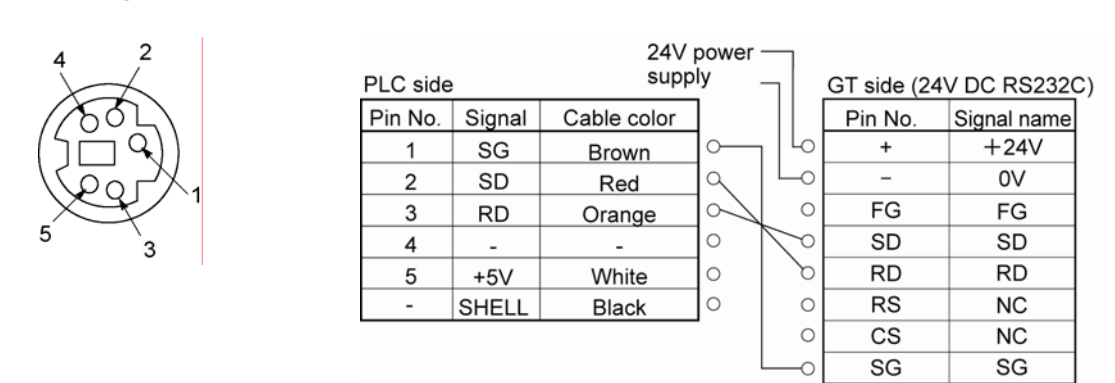 4 2
1
5
3
24V power
supply
PLC side
Pin No. Signal Cable color
1 SG Brown
2 SD Red
3 RD Orange
4 - -
5 +5V White
- SHELL Black
GT side (24V DC RS232C)
Pin No. Signal name
+ +24V
− 0V
FG FG
SD SD
RD RD
RS NC
CS NC
SG SG